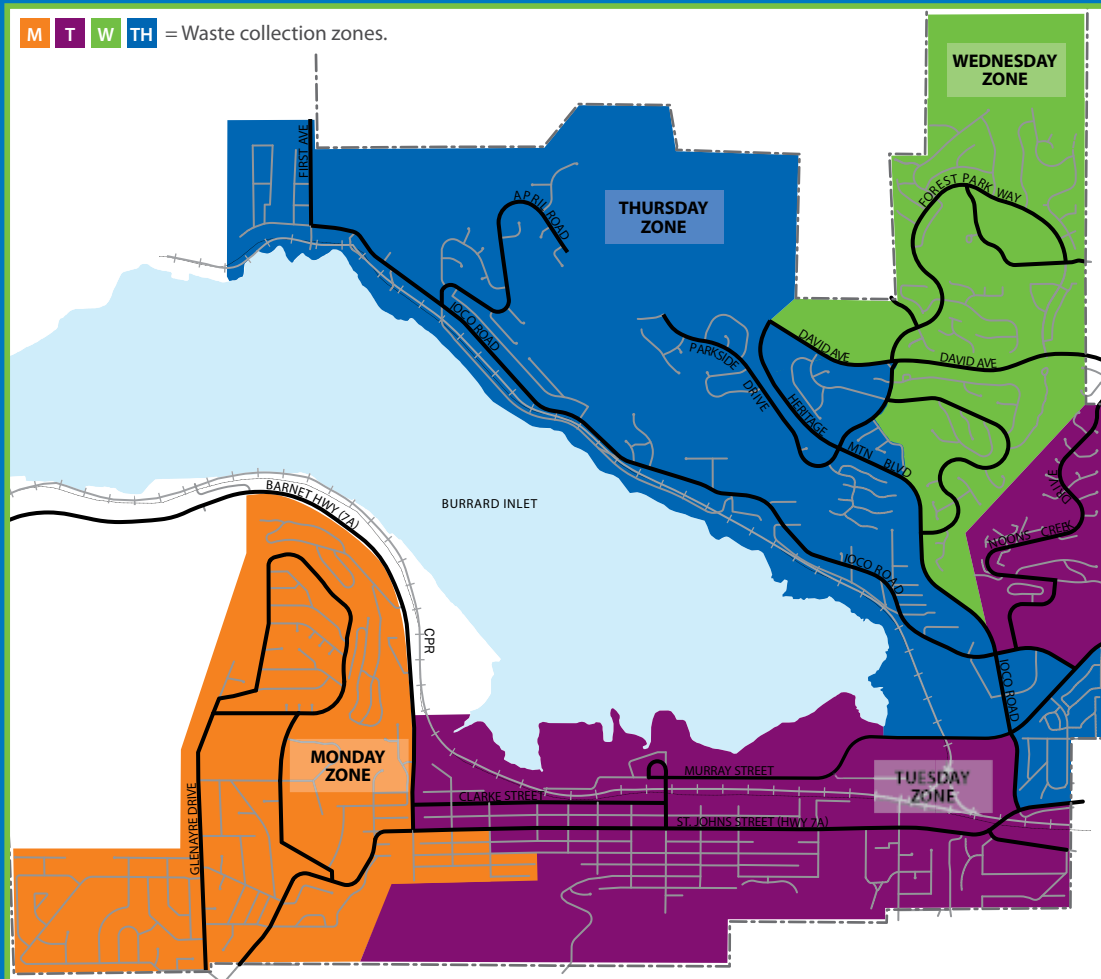 M T W TH = Waste collection zones.
WEDNESDAY
ZONE
FIRST AVE
FOREST PARK WAY
APRIL ROAD
THURSDAY
ZONE
IOCO ROAD
DAVID AVE
DAVID AVE
PARKSIDE DRIVE
HERITAGE MTN BLVD
BARNET HWY (7A)
BURRARD INLET
NOONS CREEK DRIVE
IOCO ROAD
CPR
IOCO ROAD
MONDAY
ZONE
MURRAY STREET
TUESDAY
ZONE
CLARKE STREET
ST. JOHNS STREET (HWY 7A)
GLENAYRE DRIVE